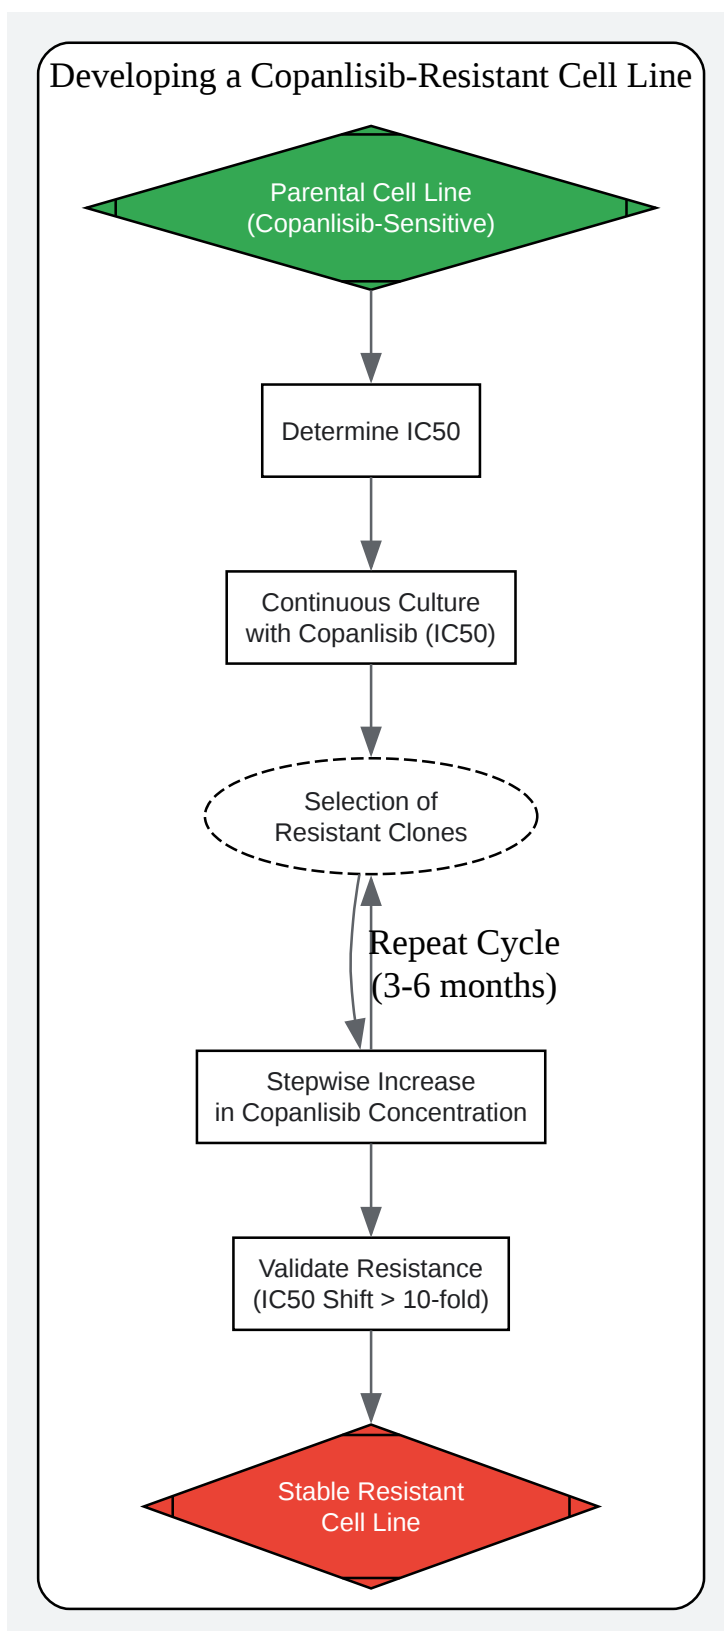 Developing a Copanlisib-Resistant Cell Line
Parental Cell Line
(Copanlisib-Sensitive)
Determine IC50
Continuous Culture
with Copanlisib (IC50)
Selection of
Resistant Clones
Repeat Cycle
(3-6 months)
Stepwise Increase
in Copanlisib Concentration
Validate Resistance
(IC50 Shift > 10-fold)
Stable Resistant
Cell Line